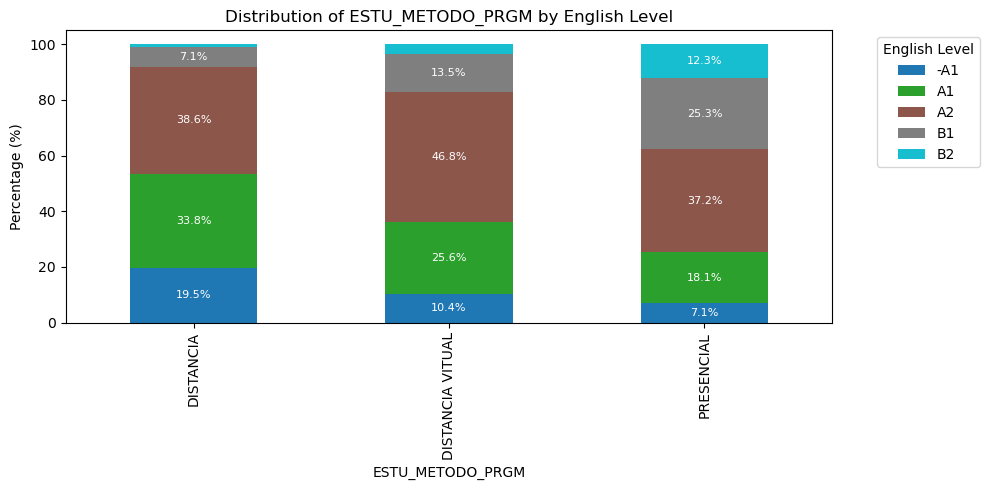 Distribution of ESTU_METODO_PRGM by English Level
English Level
-A1
A1
A2
B1
B2
Percentage (%)
100
80
60
40
20
0
7.1%
38.6%
33.8%
19.5%
13.5%
46.8%
25.6%
10.4%
12.3%
25.3%
37.2%
18.1%
7.1%
DISTANCIA
DISTANCIA VITUAL
PRESENCIAL
ESTU_METODO_PRGM